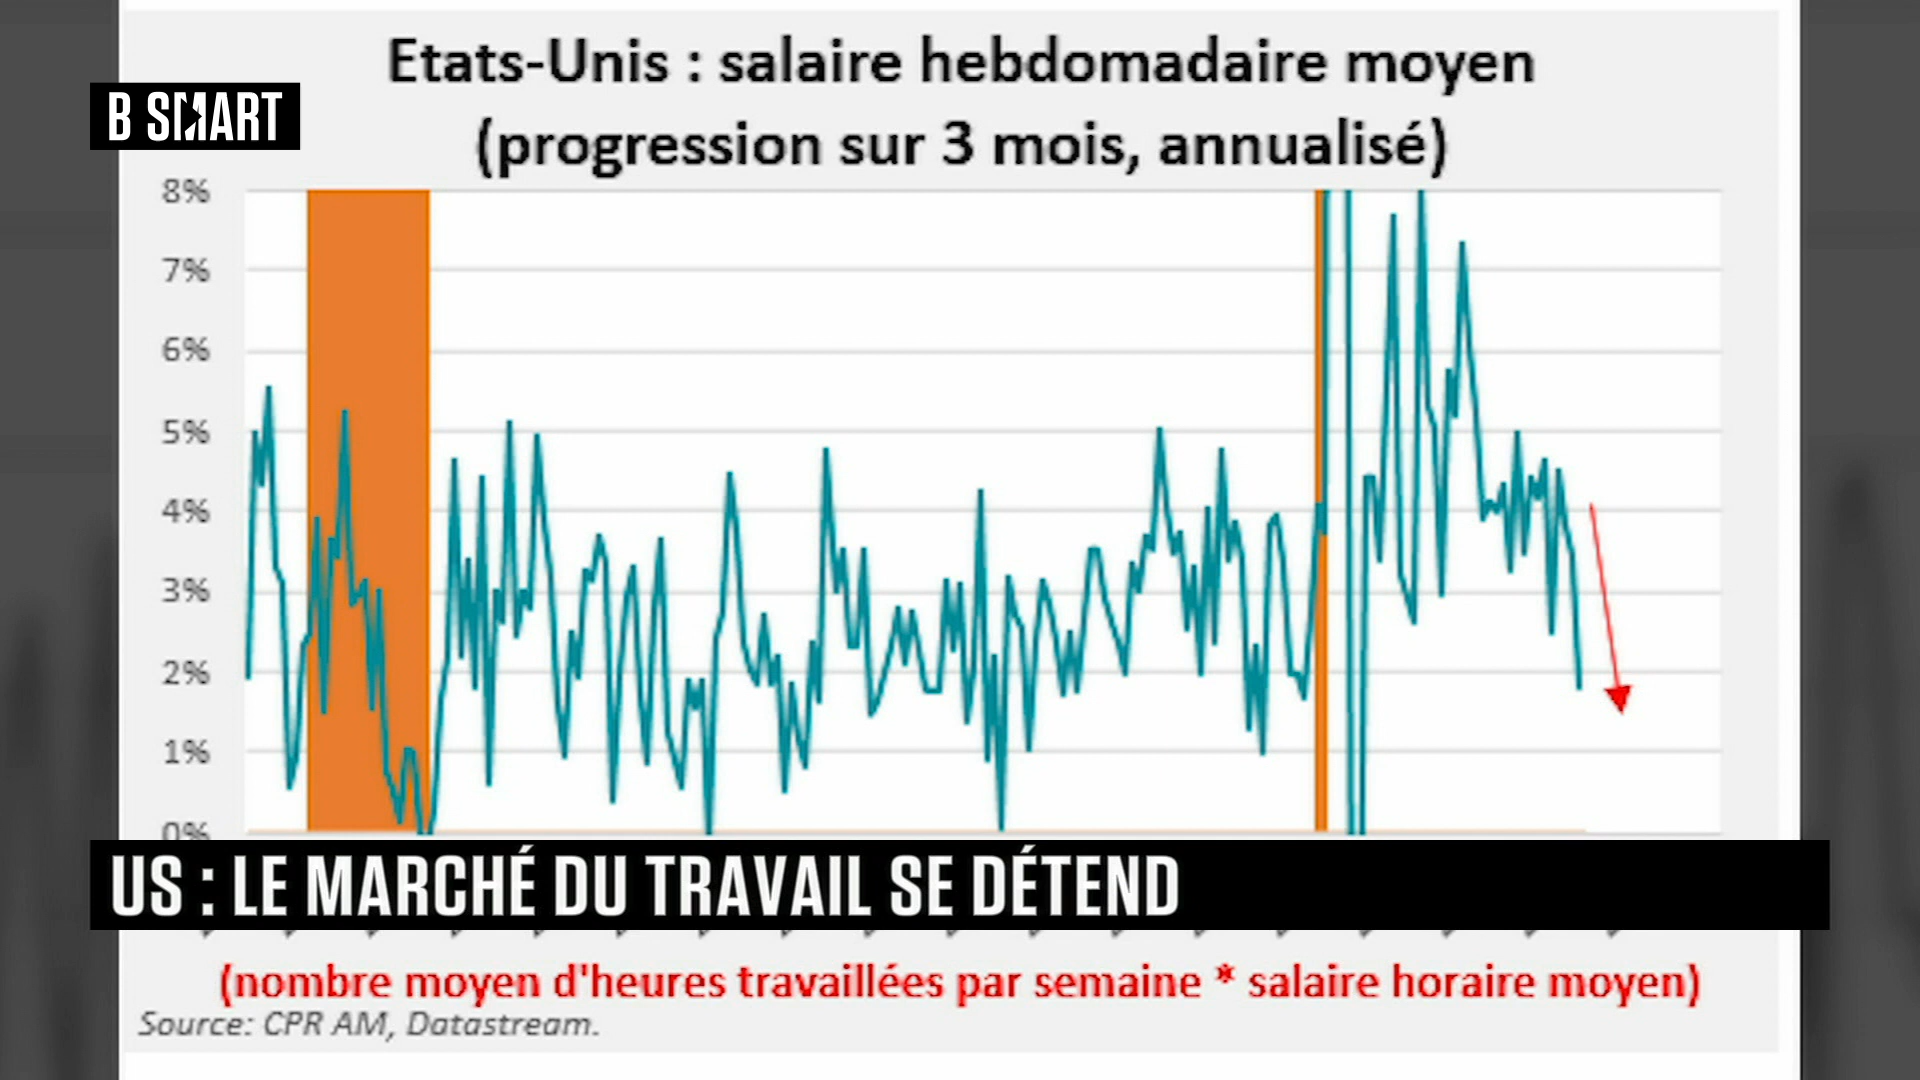 Etats-Unis : salaire hebdomadaire moyen
(progression sur 3 mois, annualisé)
B SMART
8%
7%
6%
5%
4%
3%
2%
1%
0%
US : LE MARCHÉ DU TRAVAIL SE DÉTEND
(nombre moyen d'heures travaillées par semaine * salaire horaire moyen)
Source: CPR AM, Datastream.